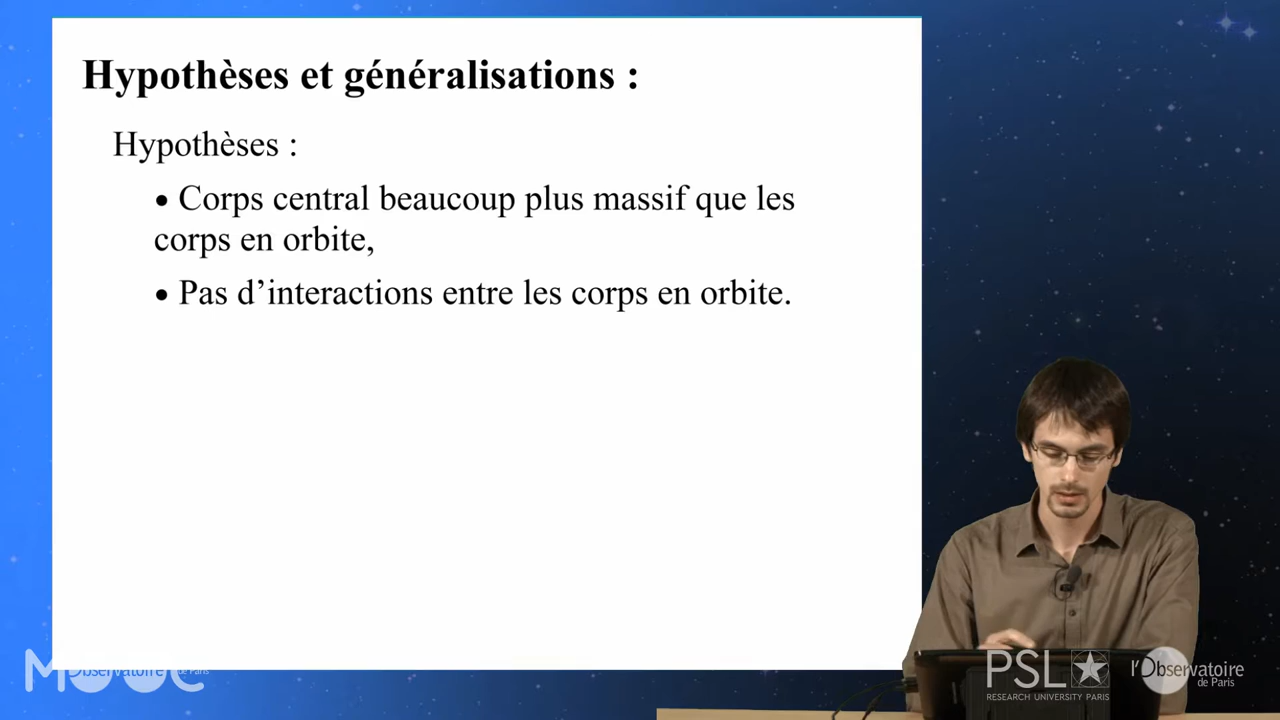 Hypothèses et généralisations :
Hypothèses :
• Corps central beaucoup plus massif que les
corps en orbite,
• Pas d’interactions entre les corps en orbite.
MOOC
Observatoire de Paris
PSL
RESEARCH UNIVERSITY PARIS
l'Observatoire
de Paris